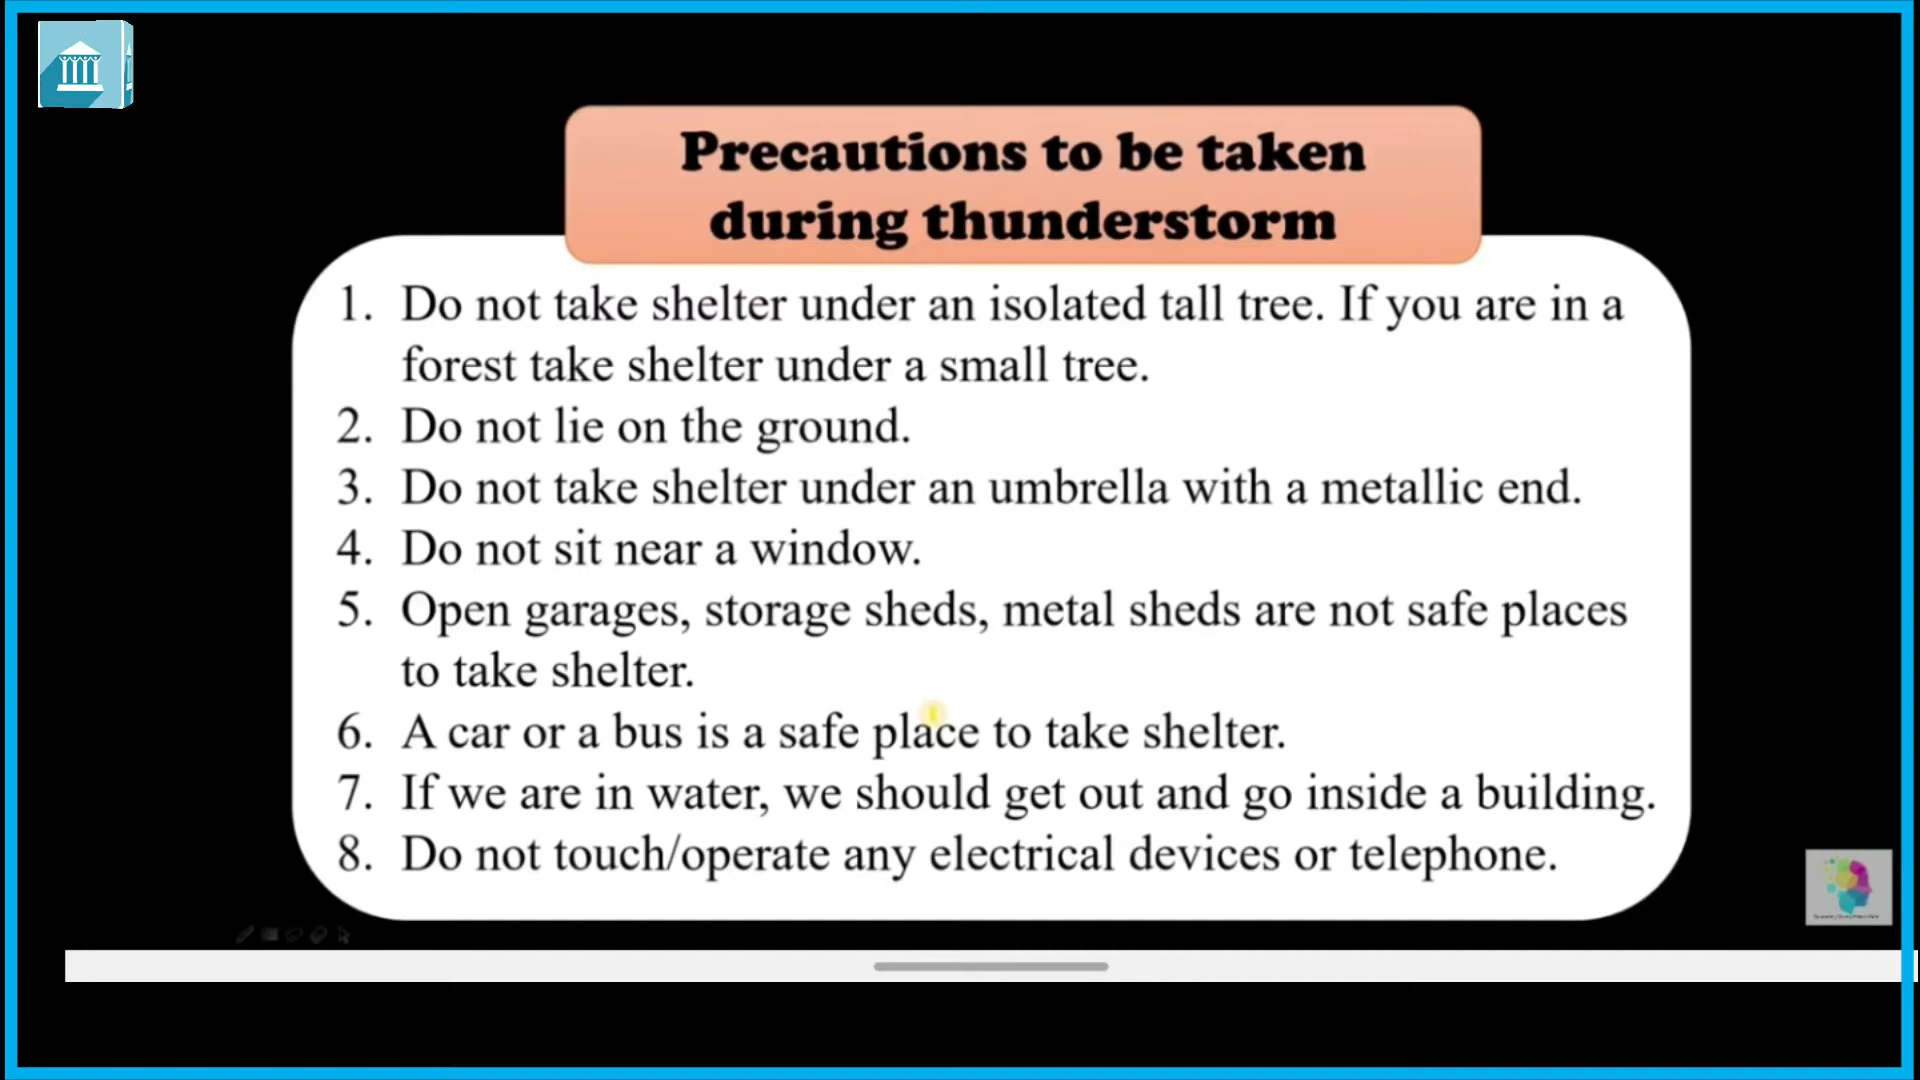 Precautions to be taken
during thunderstorm
1. Do not take shelter under an isolated tall tree. If you are in a
forest take shelter under a small tree.
2. Do not lie on the ground.
3. Do not take shelter under an umbrella with a metallic end.
4. Do not sit near a window.
5. Open garages, storage sheds, metal sheds are not safe places
to take shelter.
6. A car or a bus is a safe place to take shelter.
7. If we are in water, we should get out and go inside a building.
8. Do not touch/operate any electrical devices or telephone.